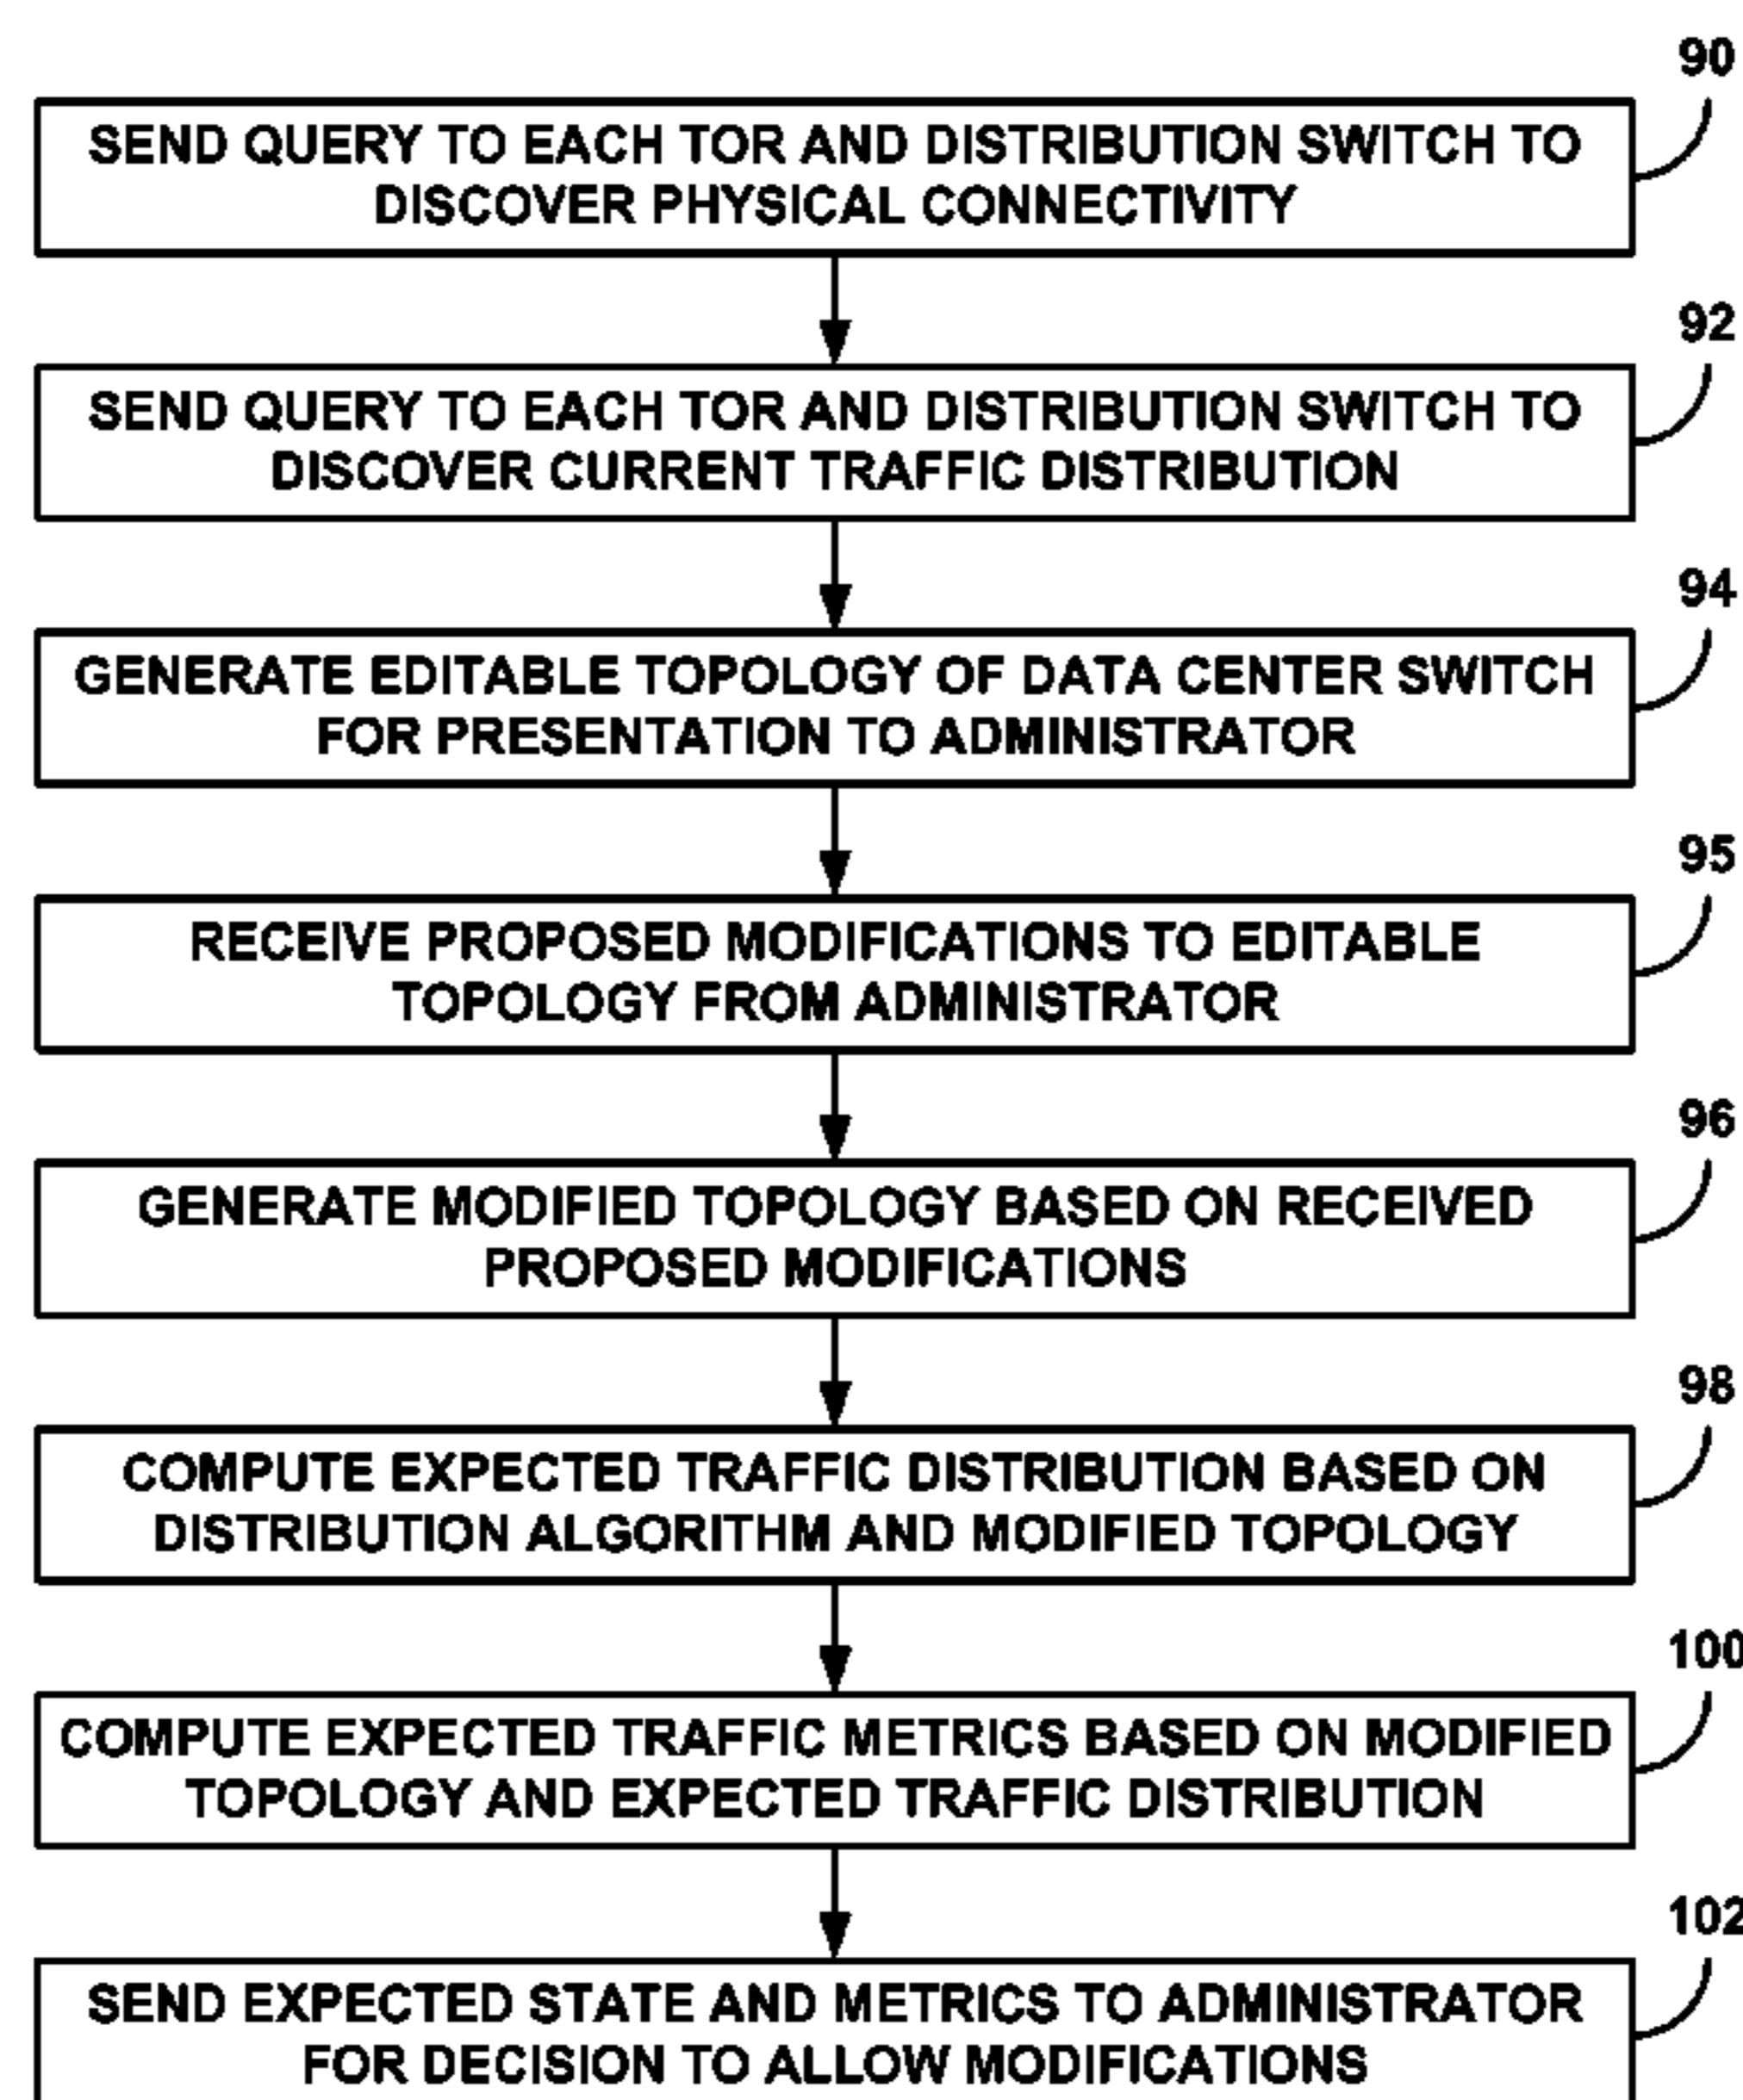 90
SEND QUERY TO EACH TOR AND DISTRIBUTION SWITCH TO
DISCOVER PHYSICAL CONNECTIVITY
92
SEND QUERY TO EACH TOR AND DISTRIBUTION SWITCH TO
DISCOVER CURRENT TRAFFIC DISTRIBUTION
94
GENERATE EDITABLE TOPOLOGY OF DATA CENTER SWITCH
FOR PRESENTATION TO ADMINISTRATOR
95
RECEIVE PROPOSED MODIFICATIONS TO EDITABLE
TOPOLOGY FROM ADMINISTRATOR
96
GENERATE MODIFIED TOPOLOGY BASED ON RECEIVED
PROPOSED MODIFICATIONS
98
COMPUTE EXPECTED TRAFFIC DISTRIBUTION BASED ON
DISTRIBUTION ALGORITHM AND MODIFIED TOPOLOGY
100
COMPUTE EXPECTED TRAFFIC METRICS BASED ON MODIFIED
TOPOLOGY AND EXPECTED TRAFFIC DISTRIBUTION
102
SEND EXPECTED STATE AND METRICS TO ADMINISTRATOR
FOR DECISION TO ALLOW MODIFICATIONS